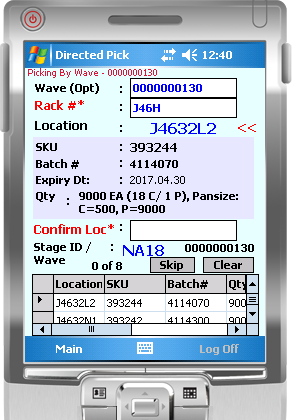 Directed Pick 12:40
Picking By Wave - 0000000130
Wave (Opt) : 0000000130
Rack #* : J46H
Location : J4632L2 <<
SKU : 393244
Batch # : 4114070
Expiry Dt: : 2017.04.30
Qty : 9000 EA (18 C/ 1 P), Pansize:
C=500, P=9000
Confirm Loc* :
Stage ID / : NA18 0000000130
Wave
0 of 8 Skip Clear
Location SKU Batch# Qty
J4632L2 393244 4114070 900
J4632N1 393242 4114300 900
Main Log Off